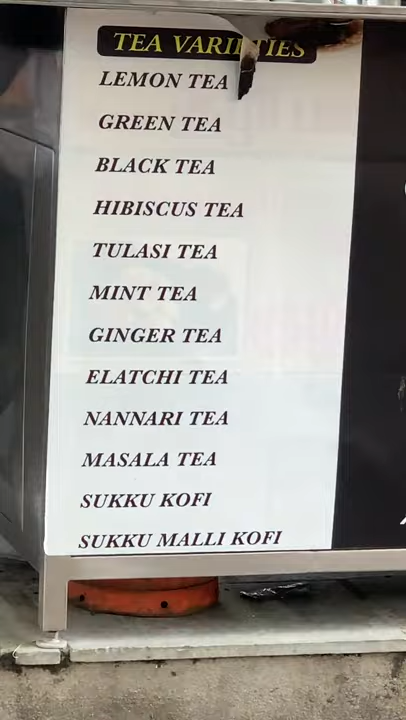 TEA VARIETIES
LEMON TEA
GREEN TEA
BLACK TEA
HIBISCUS TEA
TULASI TEA
MINT TEA
GINGER TEA
ELATCHI TEA
NANNARI TEA
MASALA TEA
SUKKU KOFI
SUKKU MALLI KOFI